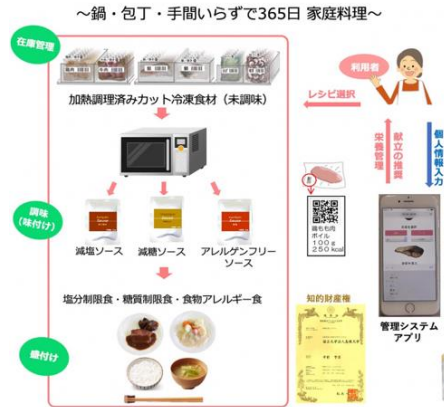 ～鍋・包丁・手間いらずで365日 家庭料理～
在庫管理
加熱調理済みカット冷凍食材（未調味）
利用者
レシピ選択
栄養管理
献立の推奨
個人情報入力
鶏もも肉
ボイル
100g
250kcal
調味
（味付け）
減塩ソース
減糖ソース
アレルゲンフリー
ソース
塩分制限食・糖質制限食・食物アレルギー食
知的財産権
管理システム
アプリ
盛付け